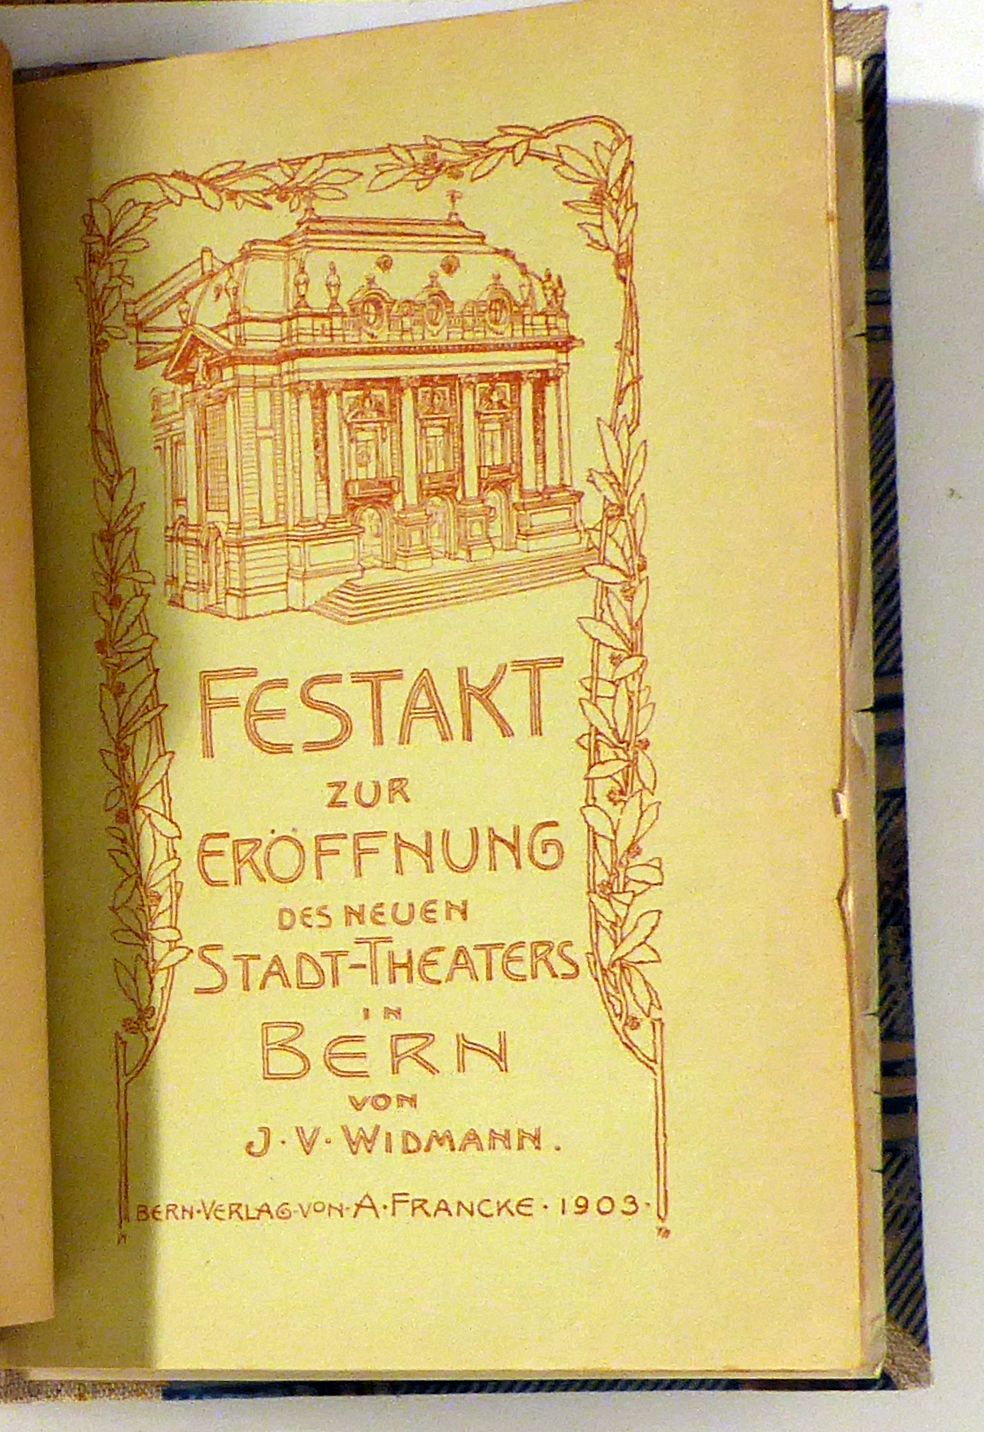 FESTAKT
ZUR
ERÖFFNUNG
DES NEUEN
STADT-THEATERS
IN
BERN
VON
J. V. WIDMANN.
BERN·VERLAG·VON·A·FRANCKE·1903·